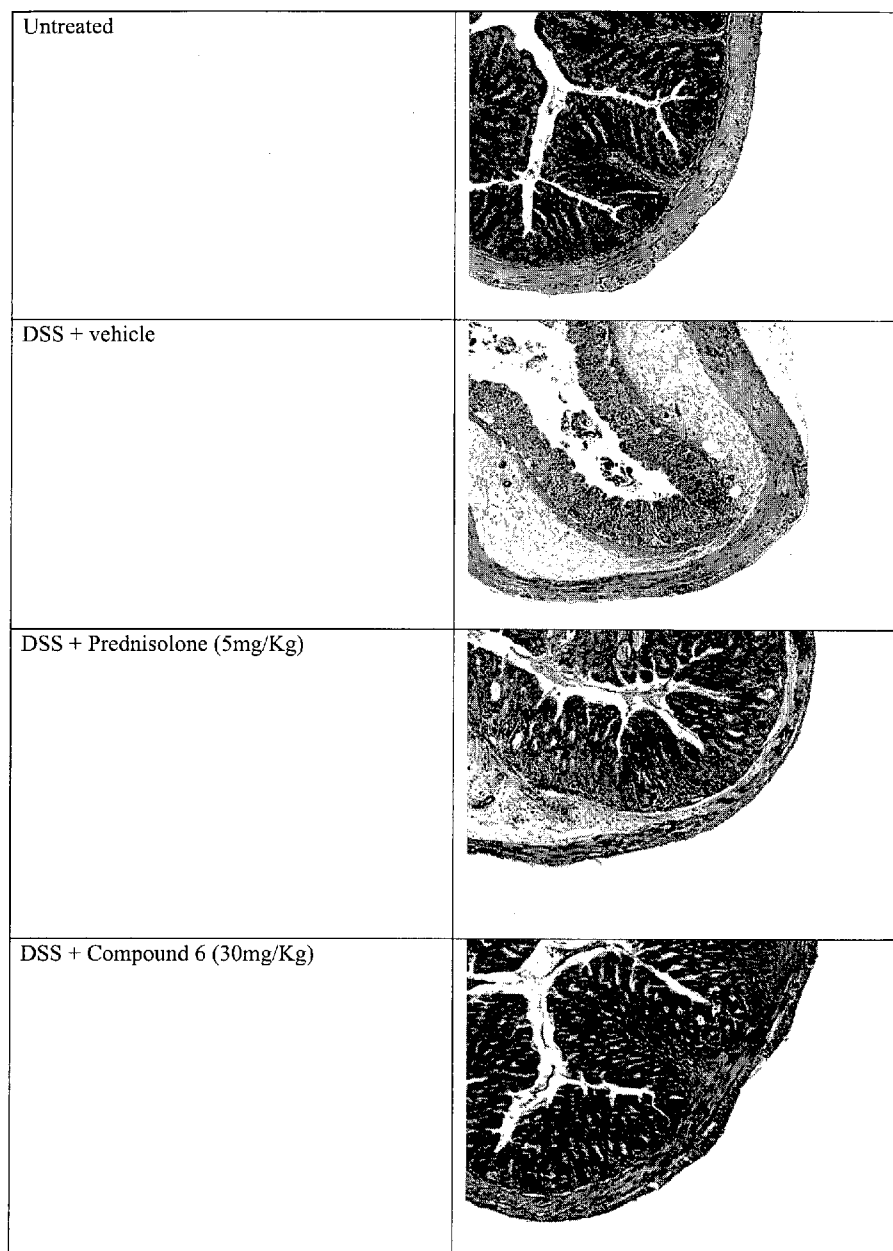 Untreated
DSS + vehicle
DSS + Prednisolone (5mg/Kg)
DSS + Compound 6 (30mg/Kg)